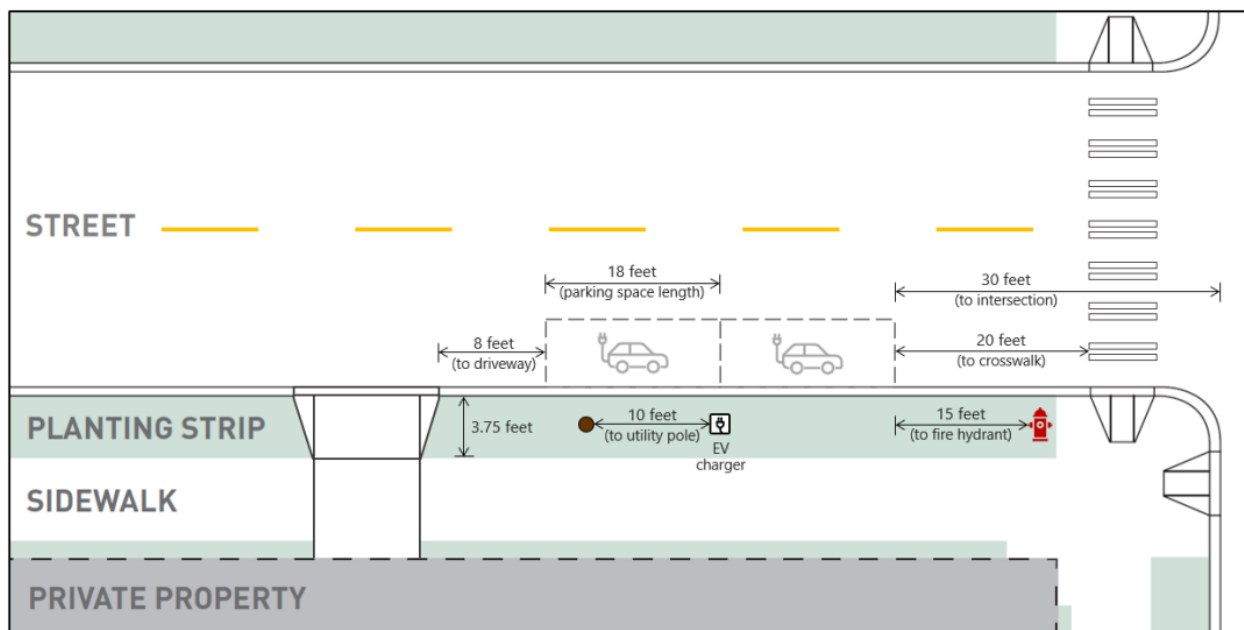 STREET
18 feet
(parking space length)
30 feet
(to intersection)
8 feet
(to driveway)
20 feet
(to crosswalk)
PLANTING STRIP
3.75 feet
10 feet
(to utility pole)
EV
charger
15 feet
(to fire hydrant)
SIDEWALK
PRIVATE PROPERTY